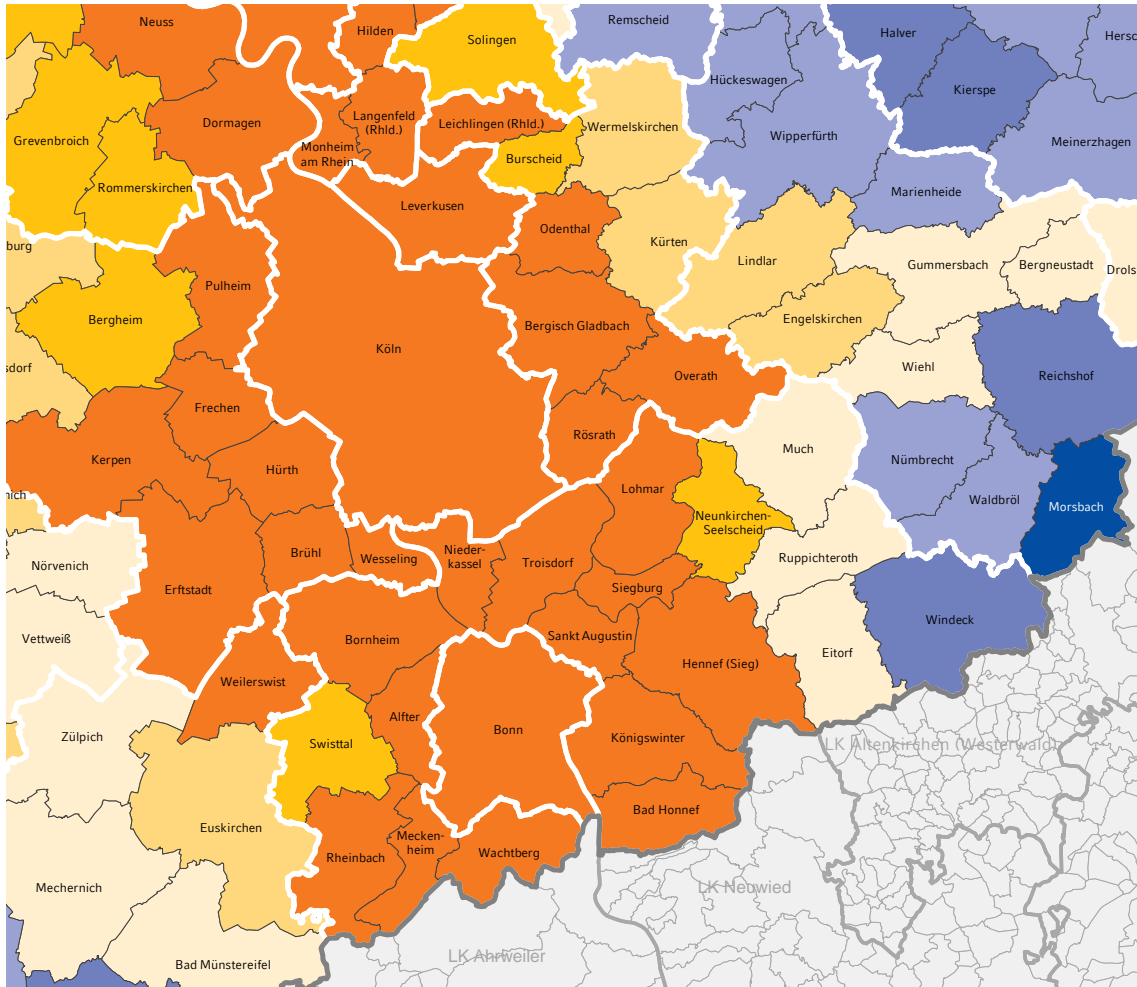 Neuss
Hilden
Solingen
Remscheid
Halver
Hersc
Hückeswagen
Kierspe
Grevenbroich
Dormagen
Langenfeld
(Rhld.)
Leichlingen (Rhld.)
Wermelskirchen
Wipperfürth
Meinerzhagen
Monheim
am Rhein
Burscheid
Rommerskirchen
Marienheide
Leverkusen
Odenthal
Kürten
burg
Lindlar
Gummersbach
Bergneustadt
Drols
Pulheim
Bergheim
Bergisch Gladbach
Engelskirchen
Köln
sdorf
Overath
Wiehl
Reichshof
Frechen
Rösrath
Kerpen
Hürth
Much
Nümbrecht
Lohmar
nich
Waldbröl
Morsbach
Neunkirchen-
Seelscheid
Nörvenich
Brühl
Wesseling
Nieder-
kassel
Troisdorf
Ruppichteroth
Erftstadt
Siegburg
Windeck
Vettweiß
Bornheim
Sankt Augustin
Hennef (Sieg)
Eitorf
Weilerswist
Alfter
Zülpich
Swisttal
Bonn
Königswinter
LK Altenkirchen (Westerwald)
Bad Honnef
Euskirchen
Mecken-
heim
Rheinbach
Wachtberg
Mechernich
LK Neuwied
Bad Münstereifel
LK Ahrweiler